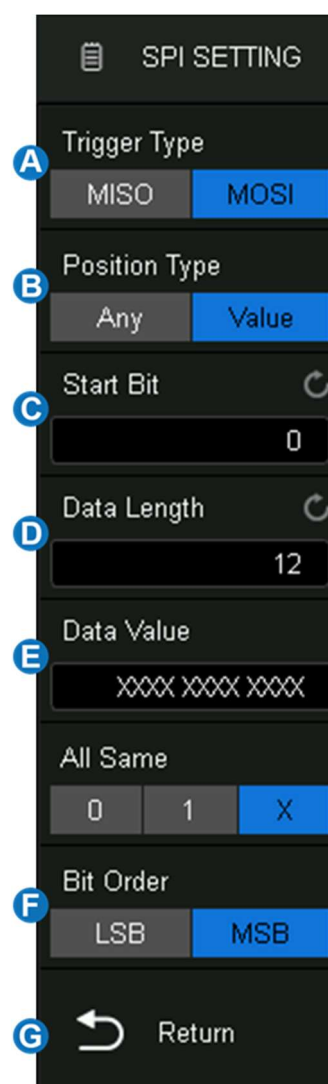 SPI SETTING
A
Trigger Type
MISO MOSI
B
Position Type
Any Value
C
Start Bit
0
D
Data Length
12
E
Data Value
XXXX XXXX XXXX
All Same
0 1 X
F
Bit Order
LSB MSB
G
Return